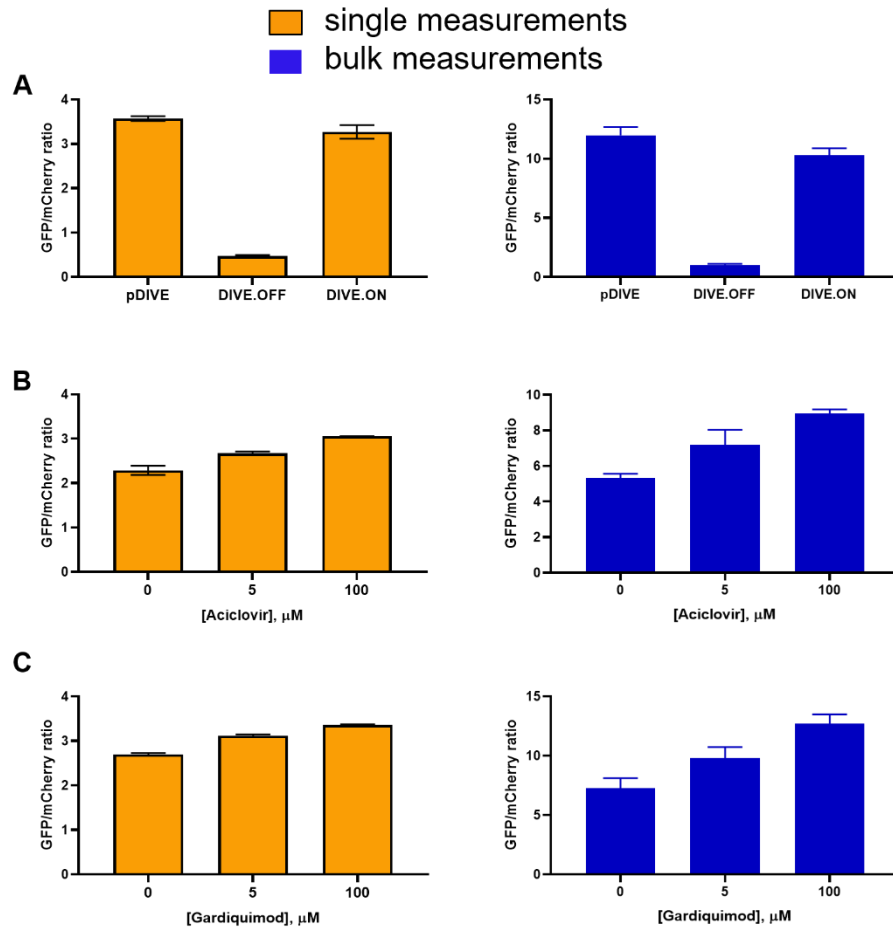 single measurements
bulk measurements
A
GFP/mCherry ratio
4
3
2
1
0
pDIVE DIVE.OFF DIVE.ON
GFP/mCherry ratio
15
10
5
0
pDIVE DIVE.OFF DIVE.ON
B
GFP/mCherry ratio
4
3
2
1
0
0 5 100
[Aciclovir], μM
GFP/mCherry ratio
10
8
6
4
2
0
0 5 100
[Aciclovir], μM
C
GFP/mCherry ratio
4
3
2
1
0
0 5 100
[Gardiquimod], μM
GFP/mCherry ratio
15
10
5
0
0 5 100
[Gardiquimod], μM